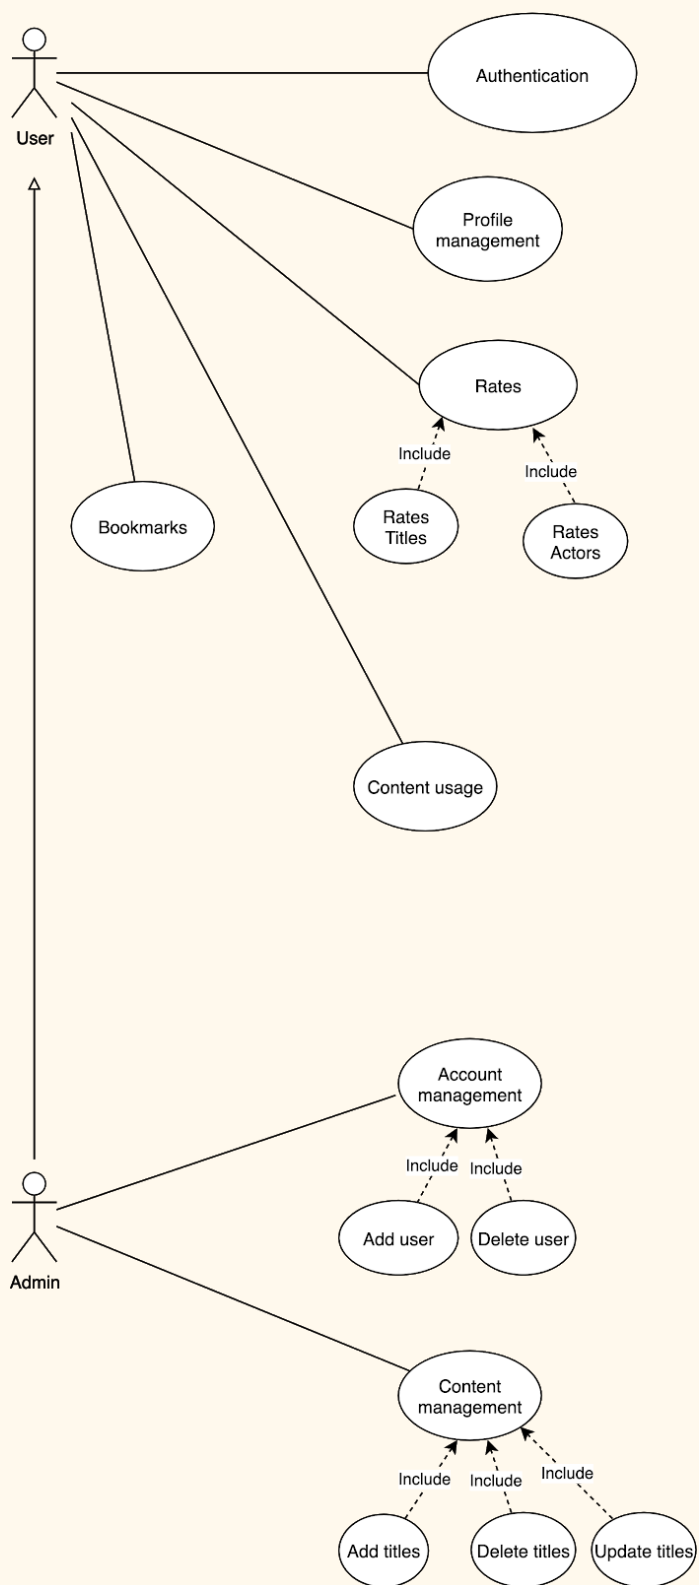 Authentication
User
Profile
management
Rates
Include
Include
Bookmarks
Rates
Titles
Rates
Actors
Content usage
Account
management
Include
Include
Add user
Delete user
Admin
Content
management
Include
Include
Include
Add titles
Delete titles
Update titles